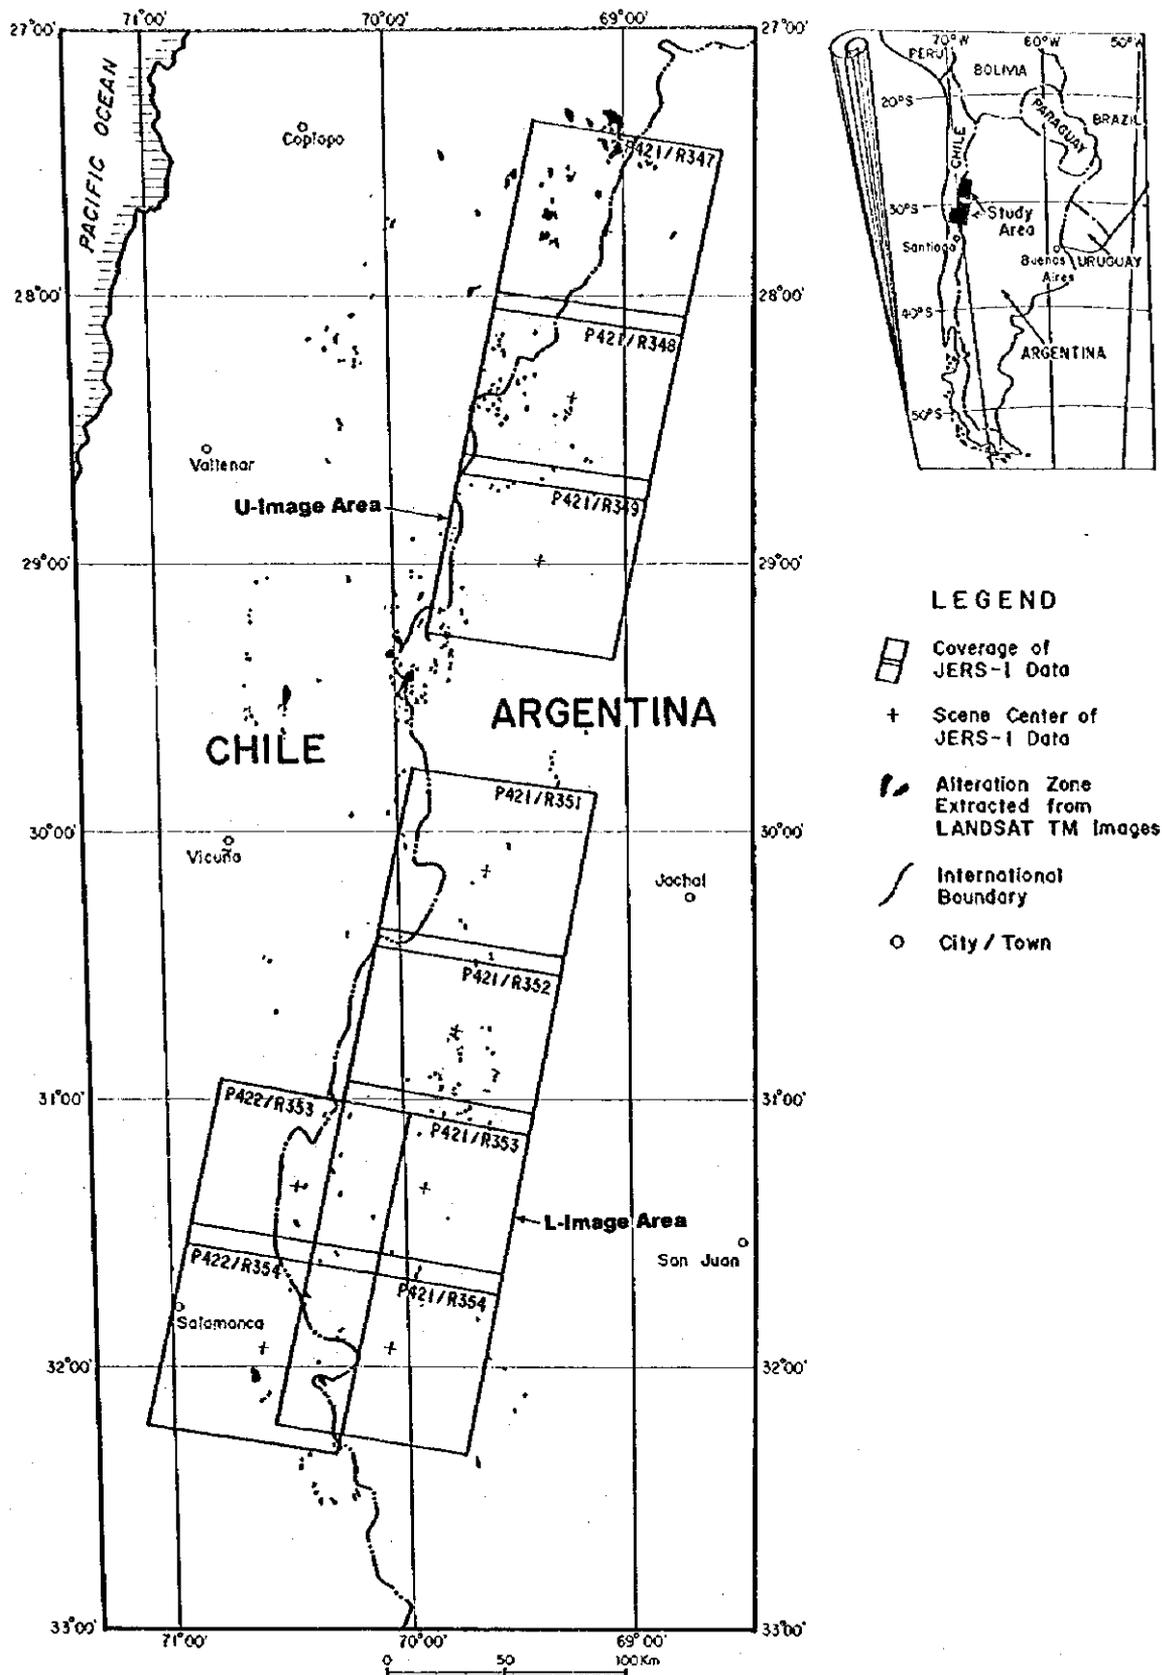 71°00'
70°00'
69°00'
27°00'
27°00'
PACIFIC OCEAN
Copiopo
P421/R347
28°00'
28°00'
P421/R348
Vallenar
P421/R349
U-Image Area
29°00'
29°00'
CHILE
ARGENTINA
P421/R351
30°00'
30°00'
Vicuña
Jachal
P421/R352
31°00'
31°00'
P422/R353
P421/R353
L-Image Area
San Juan
P422/R354
P421/R354
Salamanca
32°00'
32°00'
33°00'
33°00'
71°00'
70°00'
69°00'
0 50 100Km
70°W 60°W 50°W
PERU
BOLIVIA
20°S
PARAGUAY
BRAZIL
CHILE
30°S
Study
Area
Santiago
Buenos
Aires
URUGUAY
40°S
ARGENTINA
50°S
LEGEND
Coverage of
JERS-1 Data
Scene Center of
JERS-1 Data
Alteration Zone
Extracted from
LANDSAT TM Images
International
Boundary
City / Town